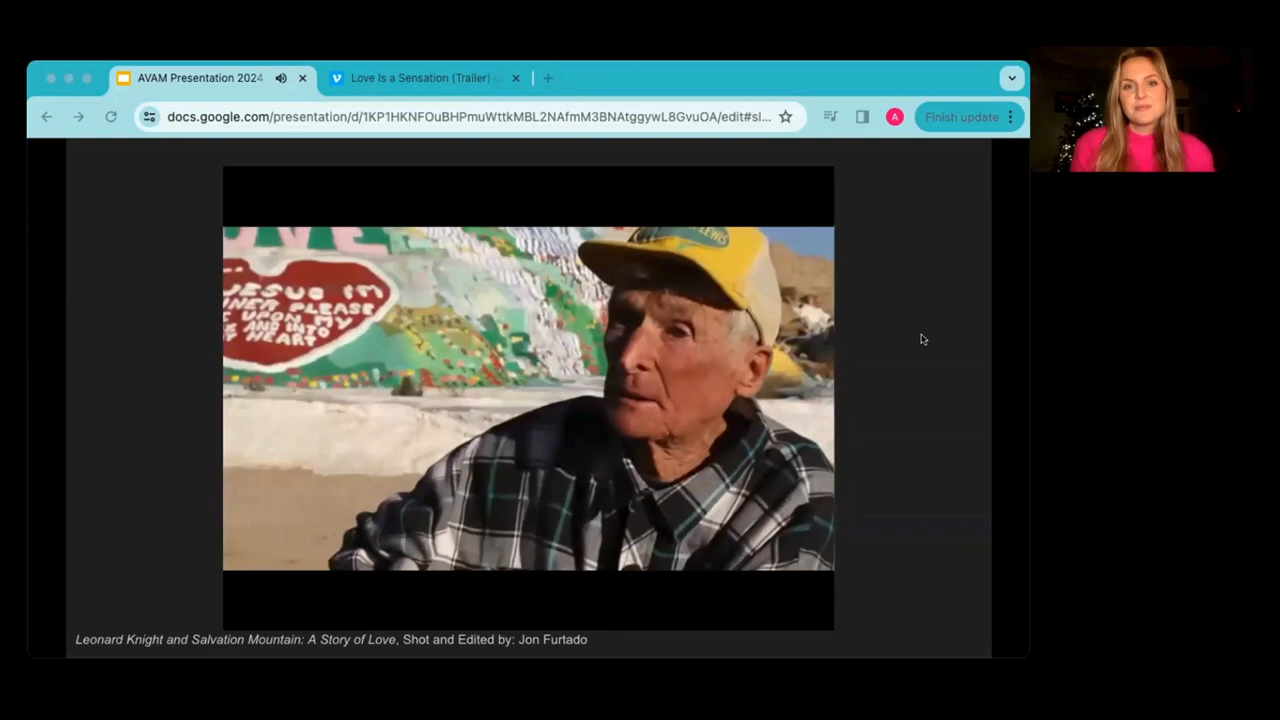 AVAM Presentation 2024
Love Is a Sensation (Trailer)
docs.google.com/presentation/d/1KP1HKNFOuBHPmuWttkMBL2NAfmM3BNAtggywL8GvuOA/edit#sl...
A
Finish update
JESUS I'M
PLEASE
UPON MY
AND INTO
HEART
LEWIS
Leonard Knight and Salvation Mountain: A Story of Love, Shot and Edited by: Jon Furtado